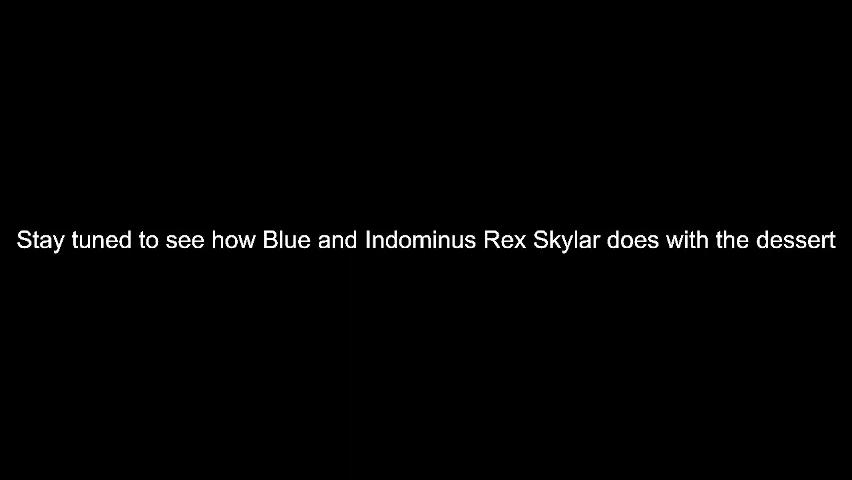 Stay tuned to see how Blue and Indominus Rex Skylar does with the dessert